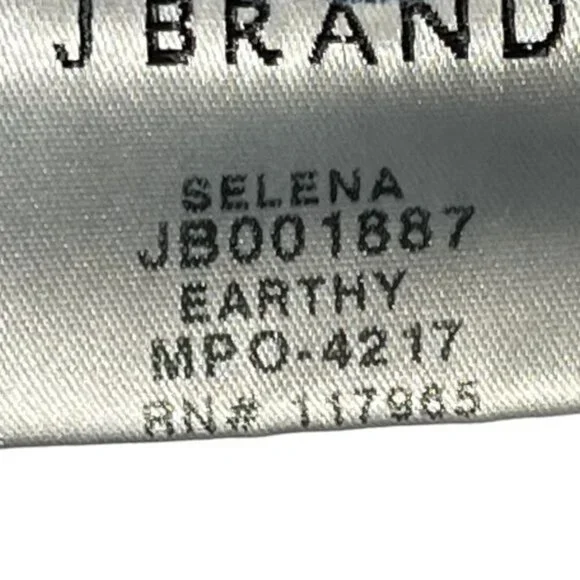 J BRAND
SELENA
JB001887
EARTHY
MPO-4217
RN# 117965